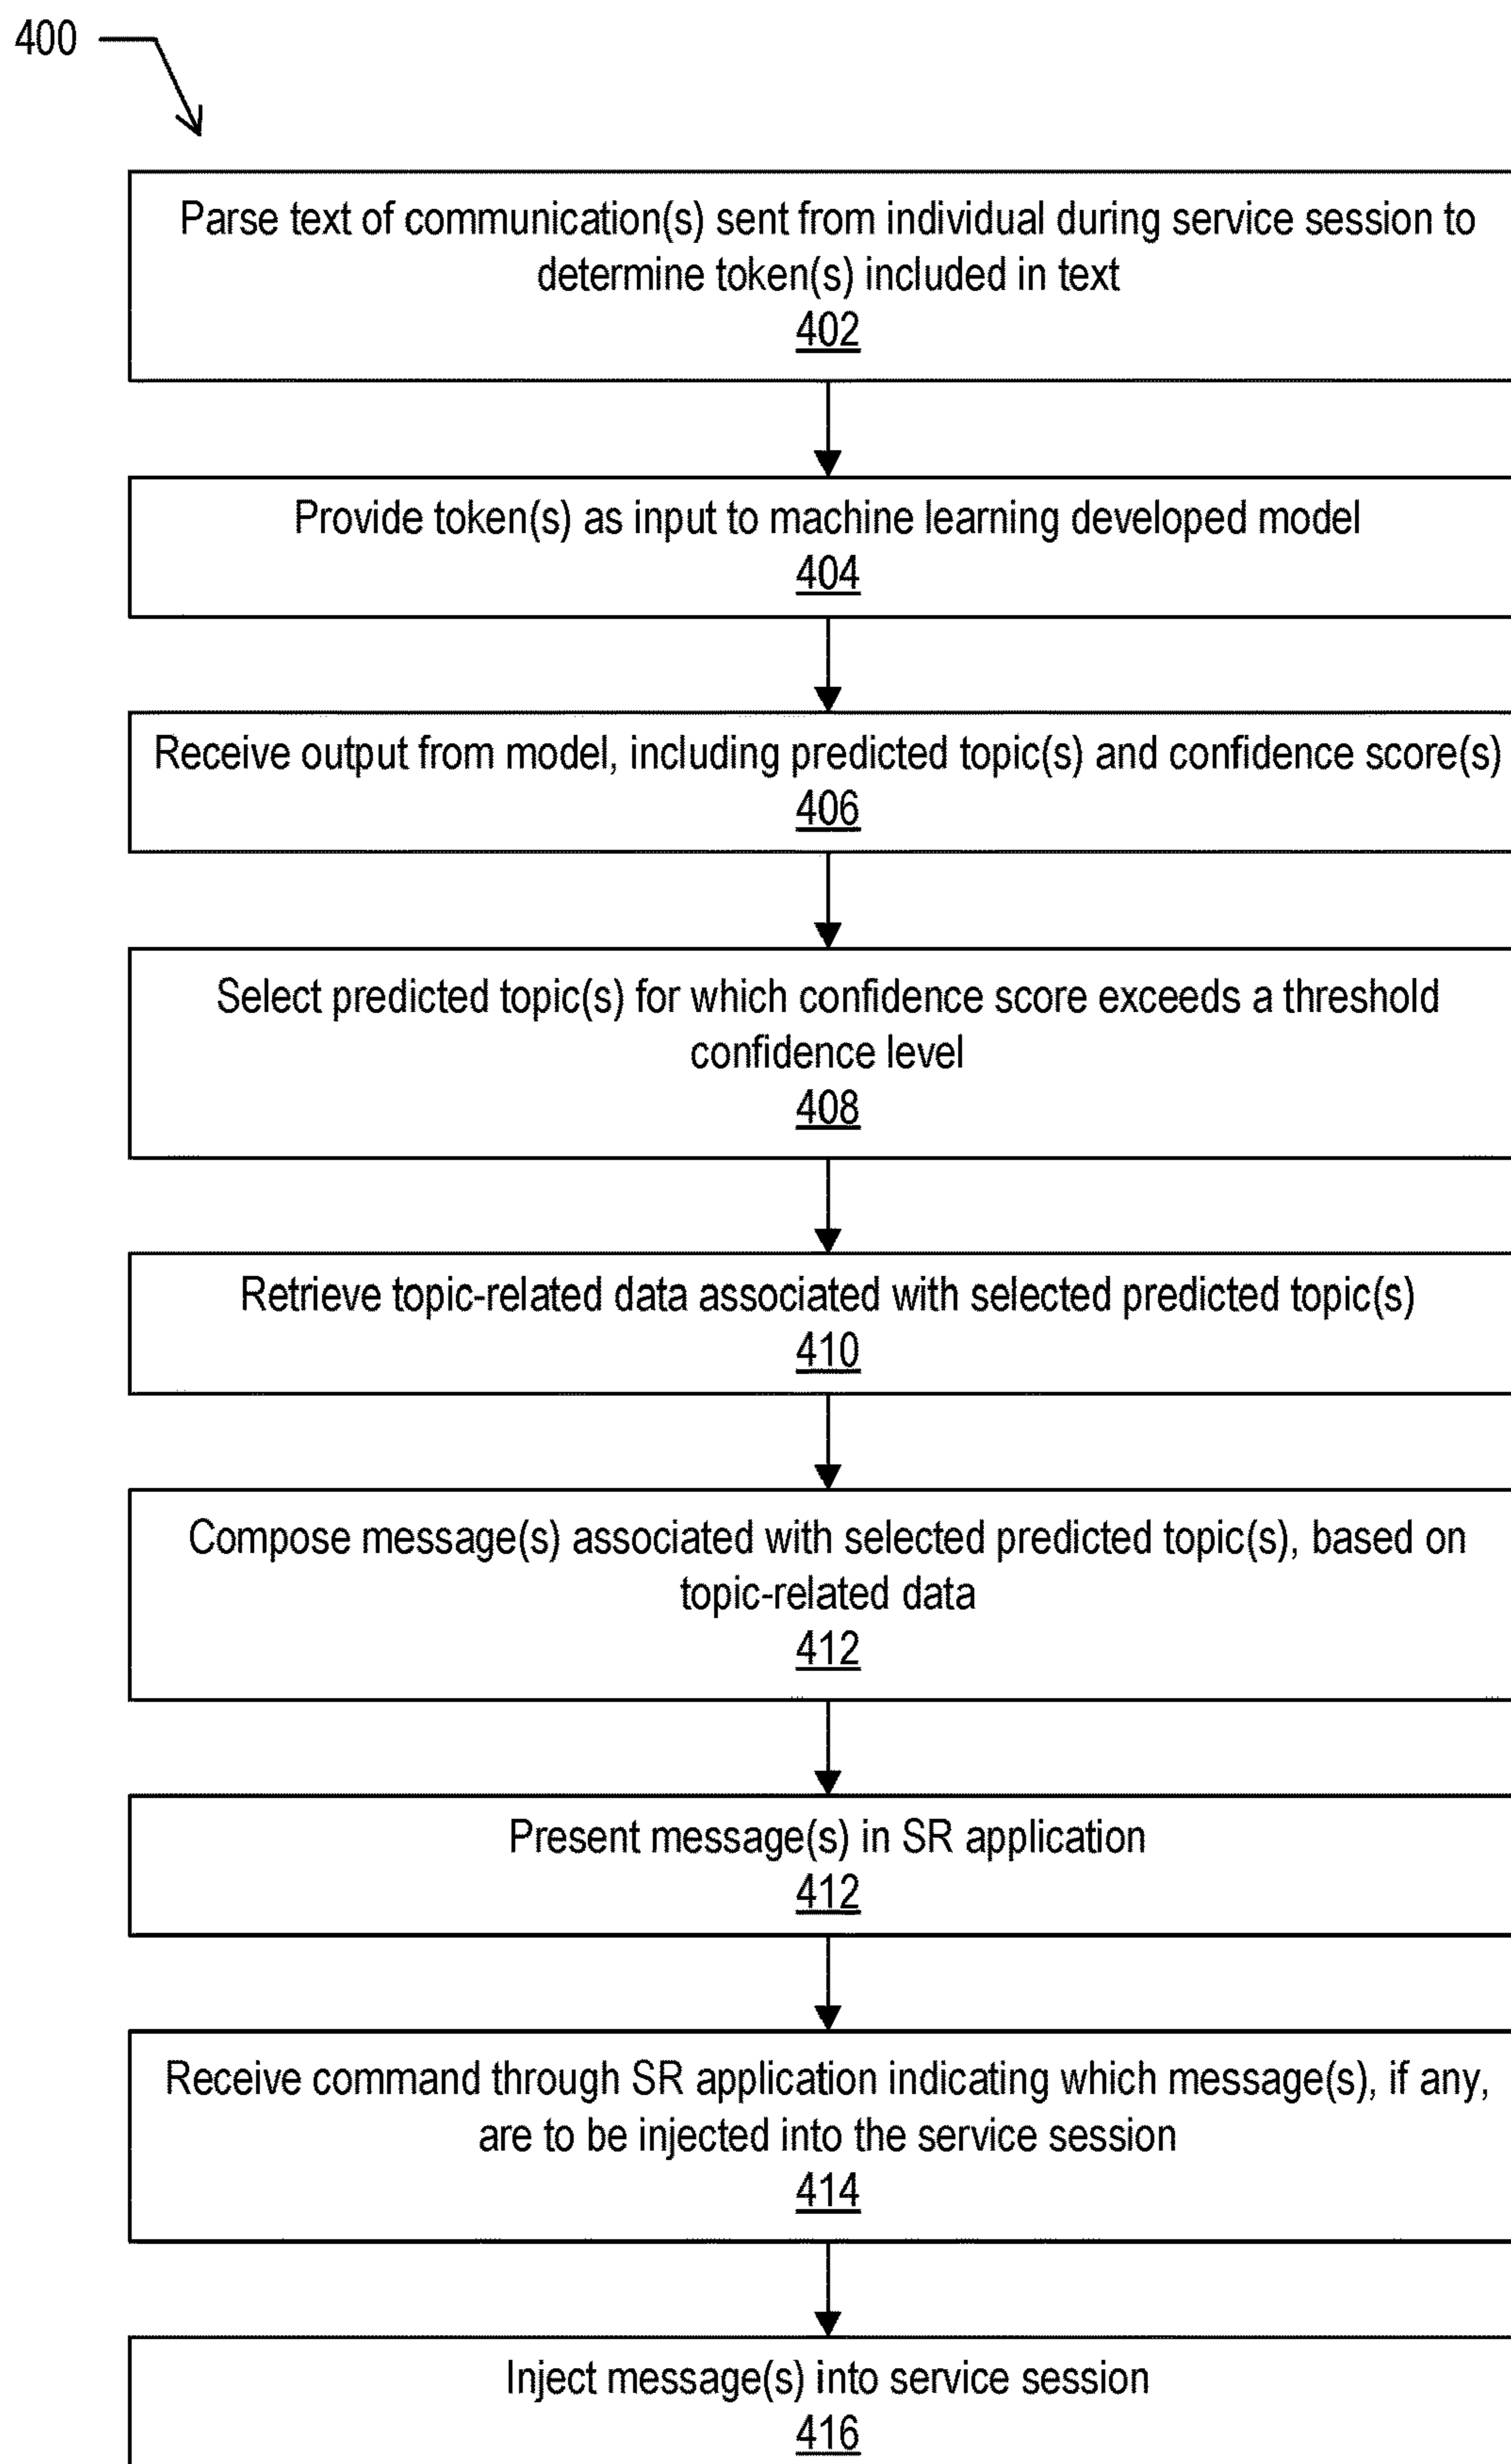 400
Parse text of communication(s) sent from individual during service session to
determine token(s) included in text
402
Provide token(s) as input to machine learning developed model
404
Receive output from model, including predicted topic(s) and confidence score(s)
406
Select predicted topic(s) for which confidence score exceeds a threshold
confidence level
408
Retrieve topic-related data associated with selected predicted topic(s)
410
Compose message(s) associated with selected predicted topic(s), based on
topic-related data
412
Present message(s) in SR application
412
Receive command through SR application indicating which message(s), if any,
are to be injected into the service session
414
Inject message(s) into service session
416